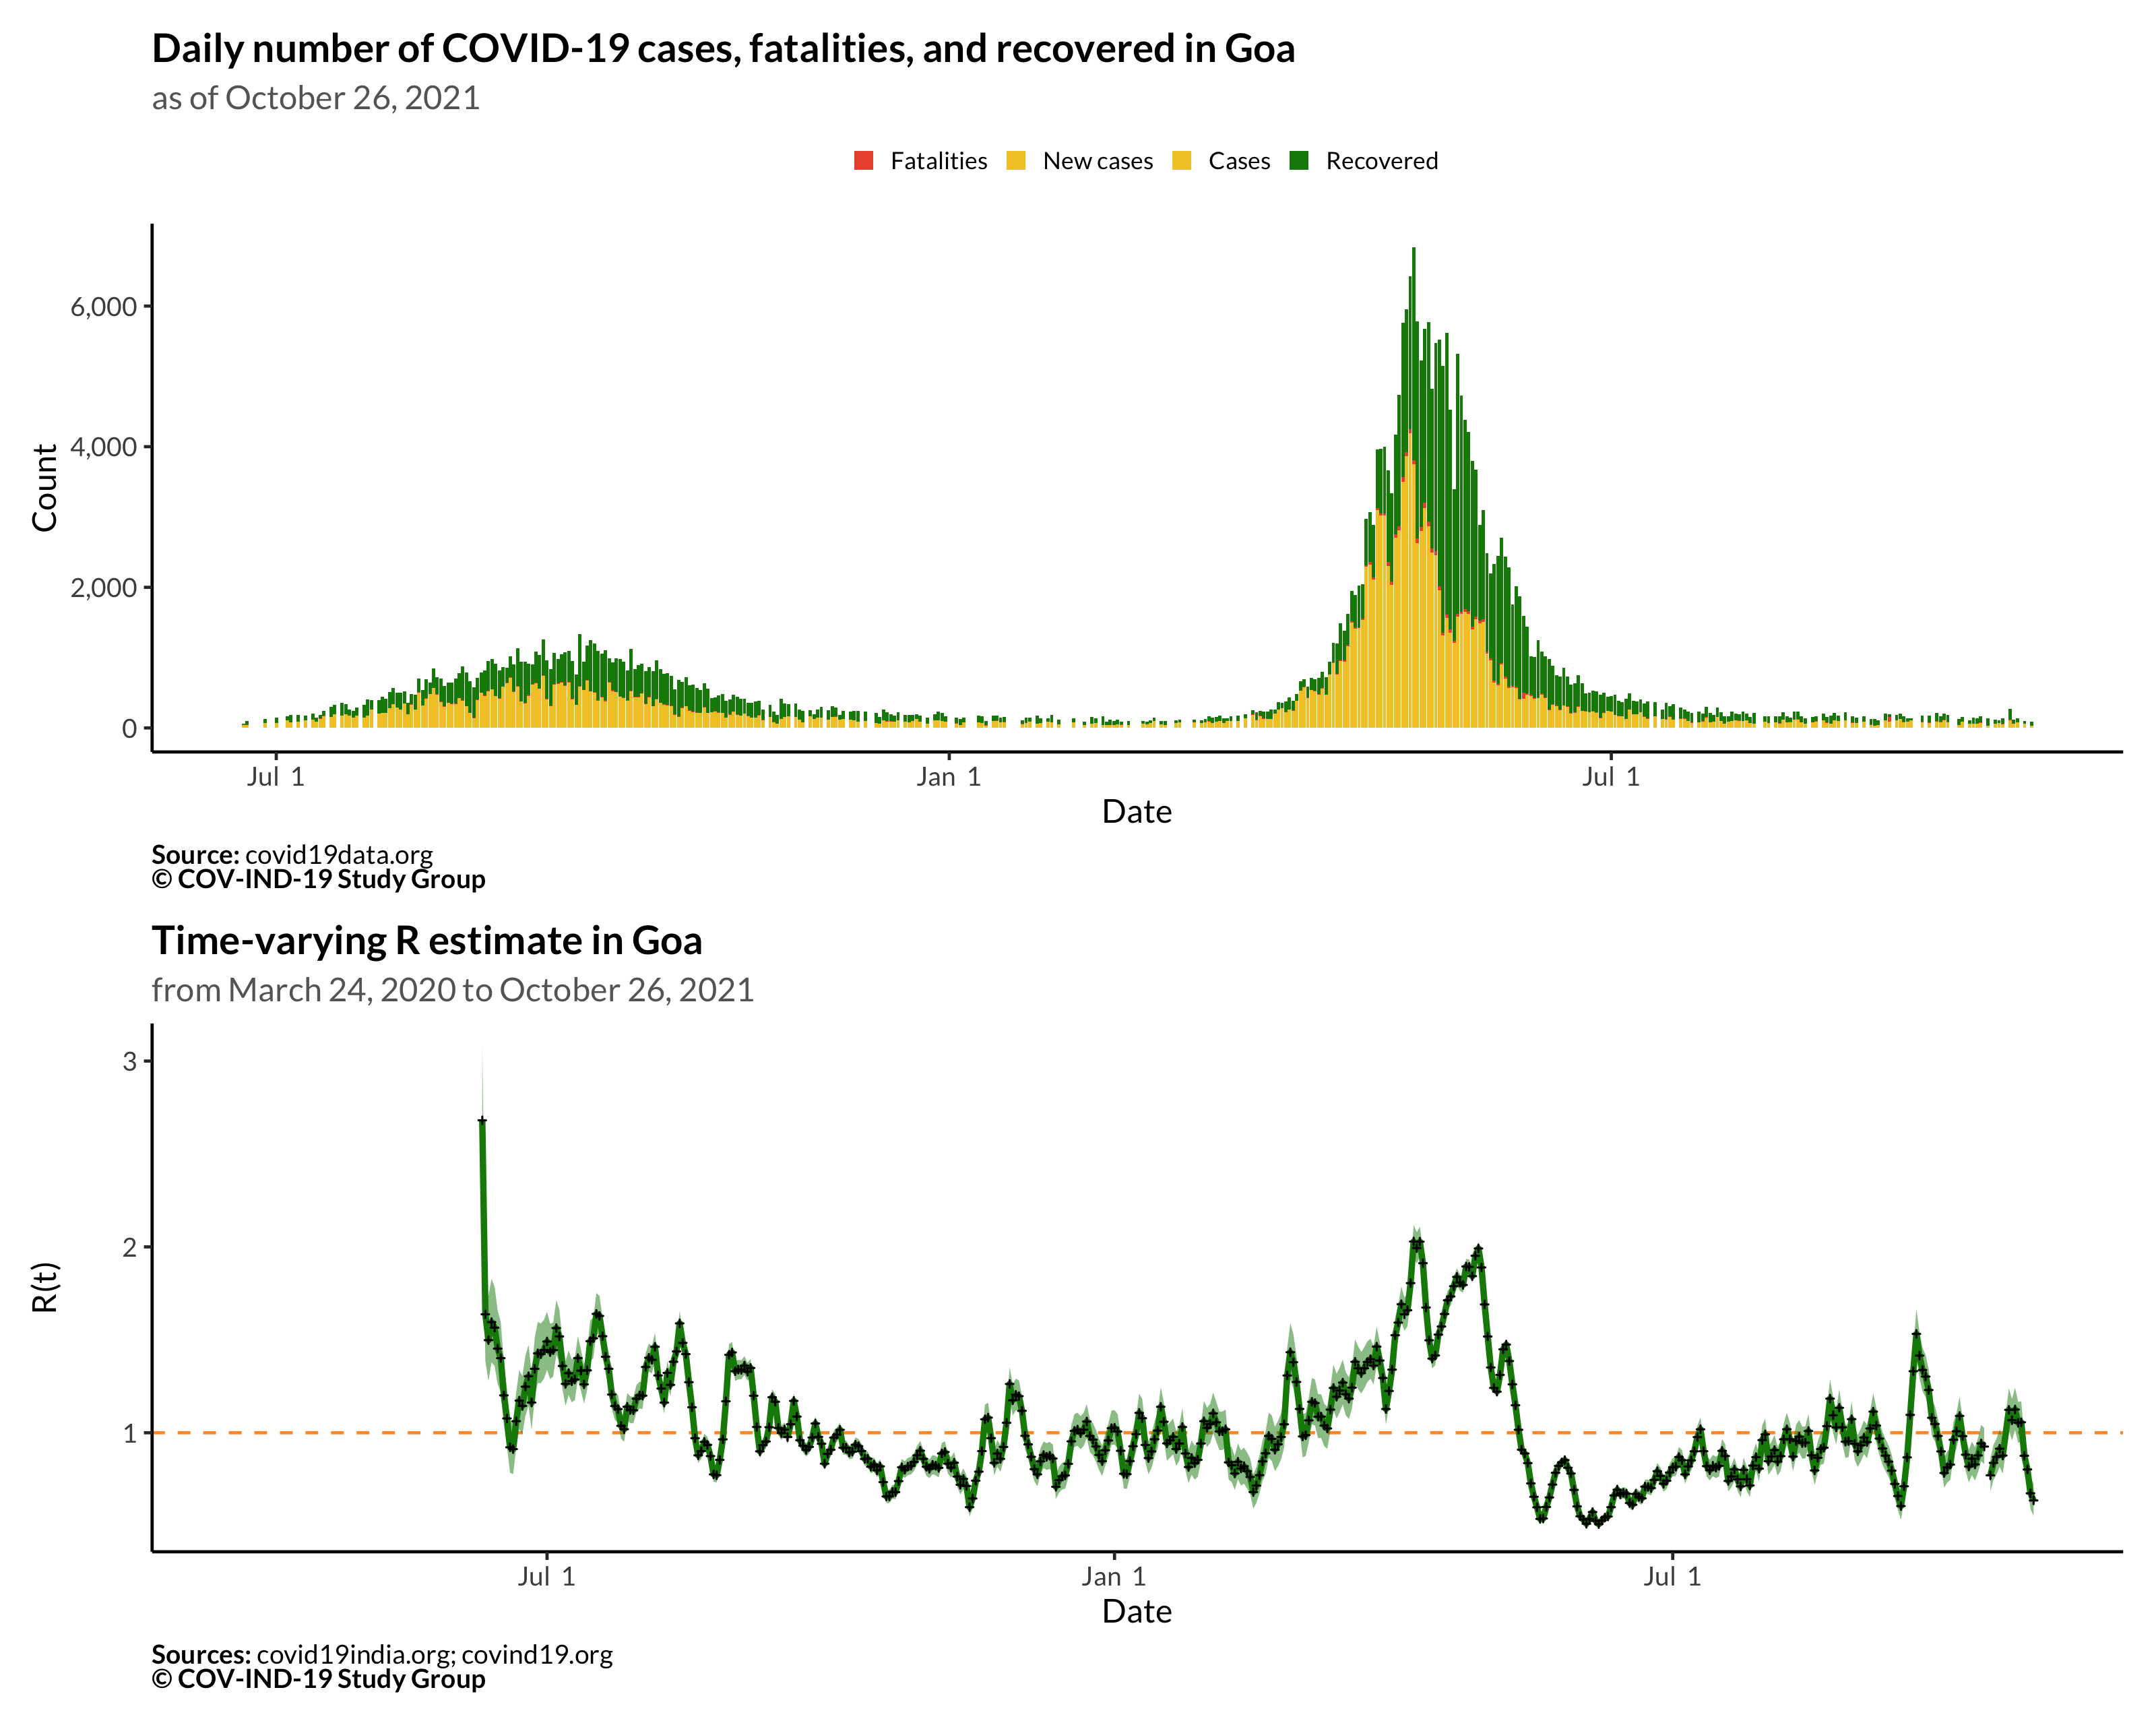 Daily number of COVID-19 cases, fatalities, and recovered in Goa
as of October 26, 2021
Fatalities New cases Cases Recovered
6,000
4,000
2,000
0
Count
Jul 1 Jan 1 Jul 1
Date
Source: covid19data.org
© COV-IND-19 Study Group
Time-varying R estimate in Goa
from March 24, 2020 to October 26, 2021
3
2
1
R(t)
Jul 1 Jan 1 Jul 1
Date
Sources: covid19india.org; covind19.org
© COV-IND-19 Study Group